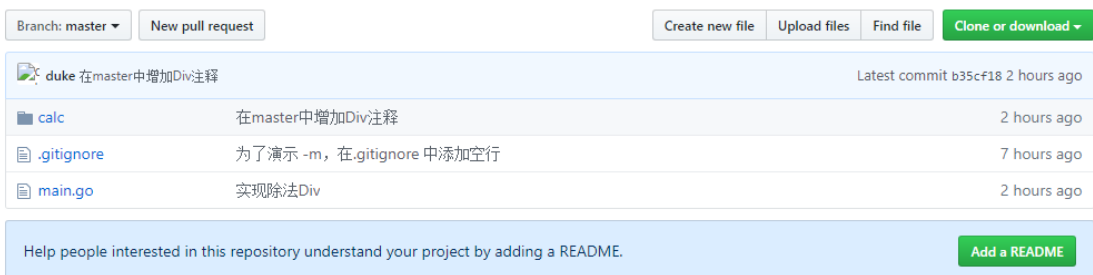 Branch: master New pull request Create new file Upload files Find file Clone or download
duke 在master中增加Div注释 Latest commit b35cf18 2 hours ago
calc 在master中增加Div注释 2 hours ago
.gitignore 为了演示 -m，在.gitignore 中添加空行 7 hours ago
main.go 实现除法Div 2 hours ago
Help people interested in this repository understand your project by adding a README. Add a README